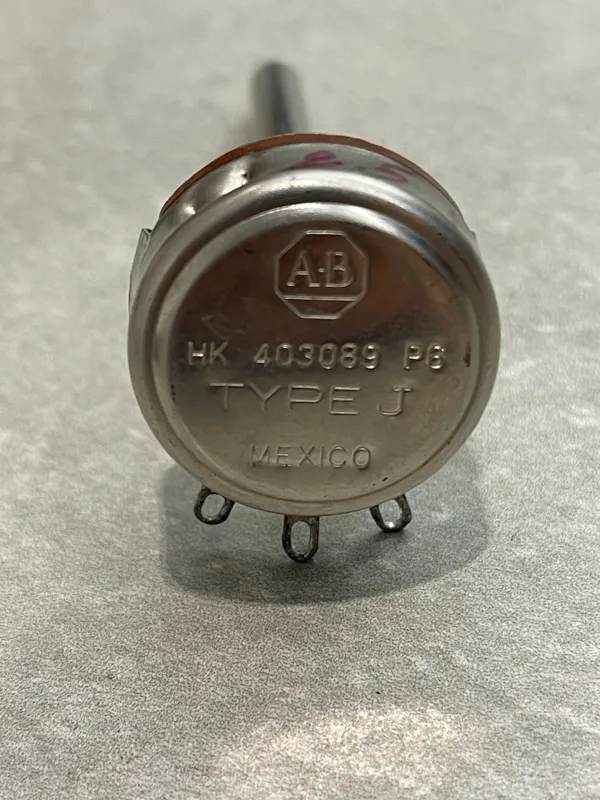 A·B
HK 403089 P6
TYPE J
MEXICO